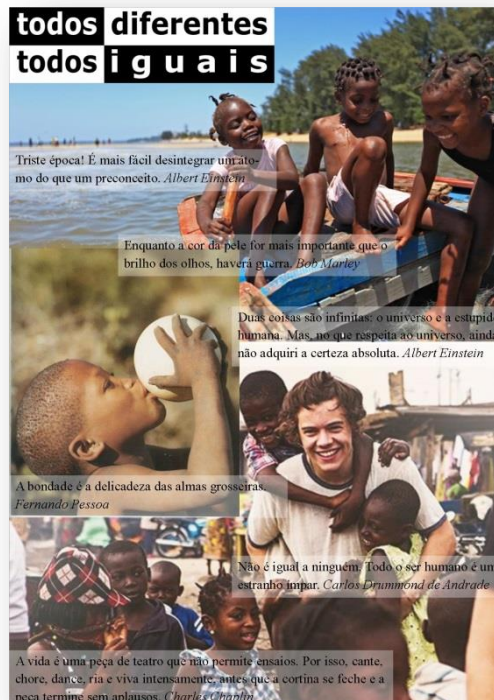 todos diferentes
todos iguais
Triste época! É mais fácil desintegrar um áto-
mo do que um preconceito. Albert Einstein
Enquanto a cor da pele for mais importante que o
brilho dos olhos, haverá guerra. Bob Marley
Duas coisas são infinitas: o universo e a estupid
humana. Mas, no que respeita ao universo, ainda
não adquiri a certeza absoluta. Albert Einstein
A bondade é a delicadeza das almas grosseiras.
Fernando Pessoa
Não é igual a ninguém. Todo o ser humano é um
estranho ímpar. Carlos Drummond de Andrade
A vida é uma peça de teatro que não permite ensaios. Por isso, cante,
chore, dance, ria e viva intensamente, antes que a cortina se feche e a
peça termine sem aplausos. Charles Chaplin